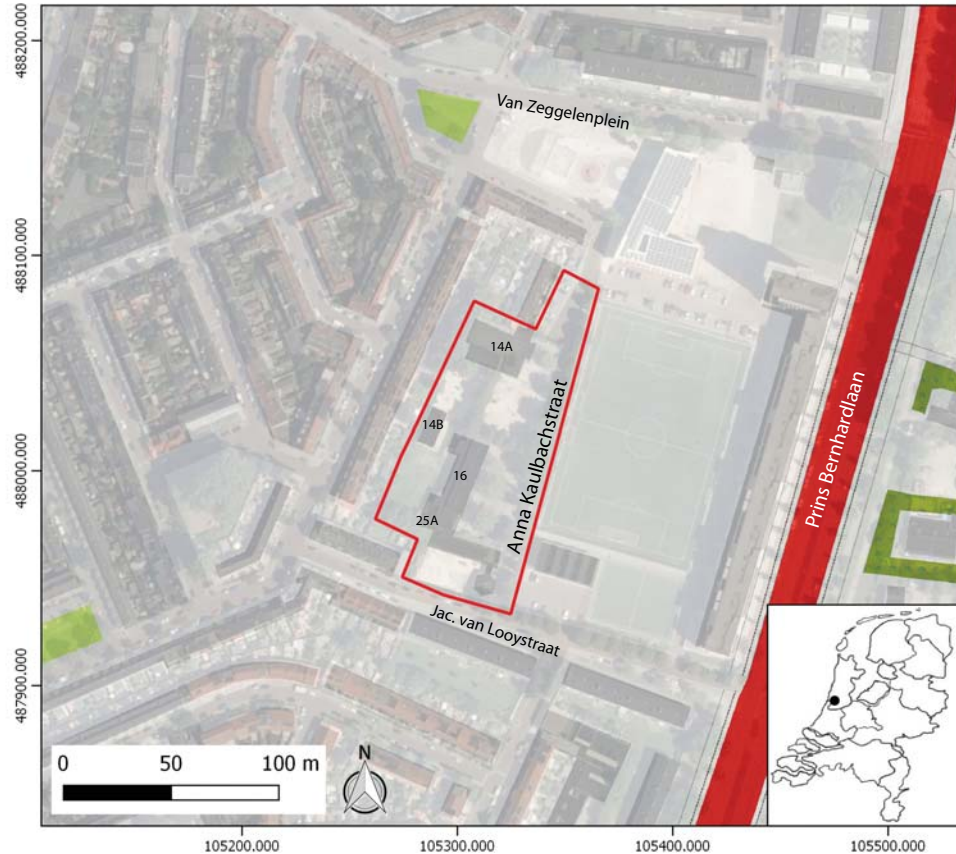 488200.000
Van Zeggelenplein
488100.000
14A
14B
Anna Kaulbachstraat
Prins Bernhardlaan
488000.000
16
25A
Jac. van Looystraat
487900.000
0 50 100 m
N
105200.000 105300.000 105400.000 105500.000